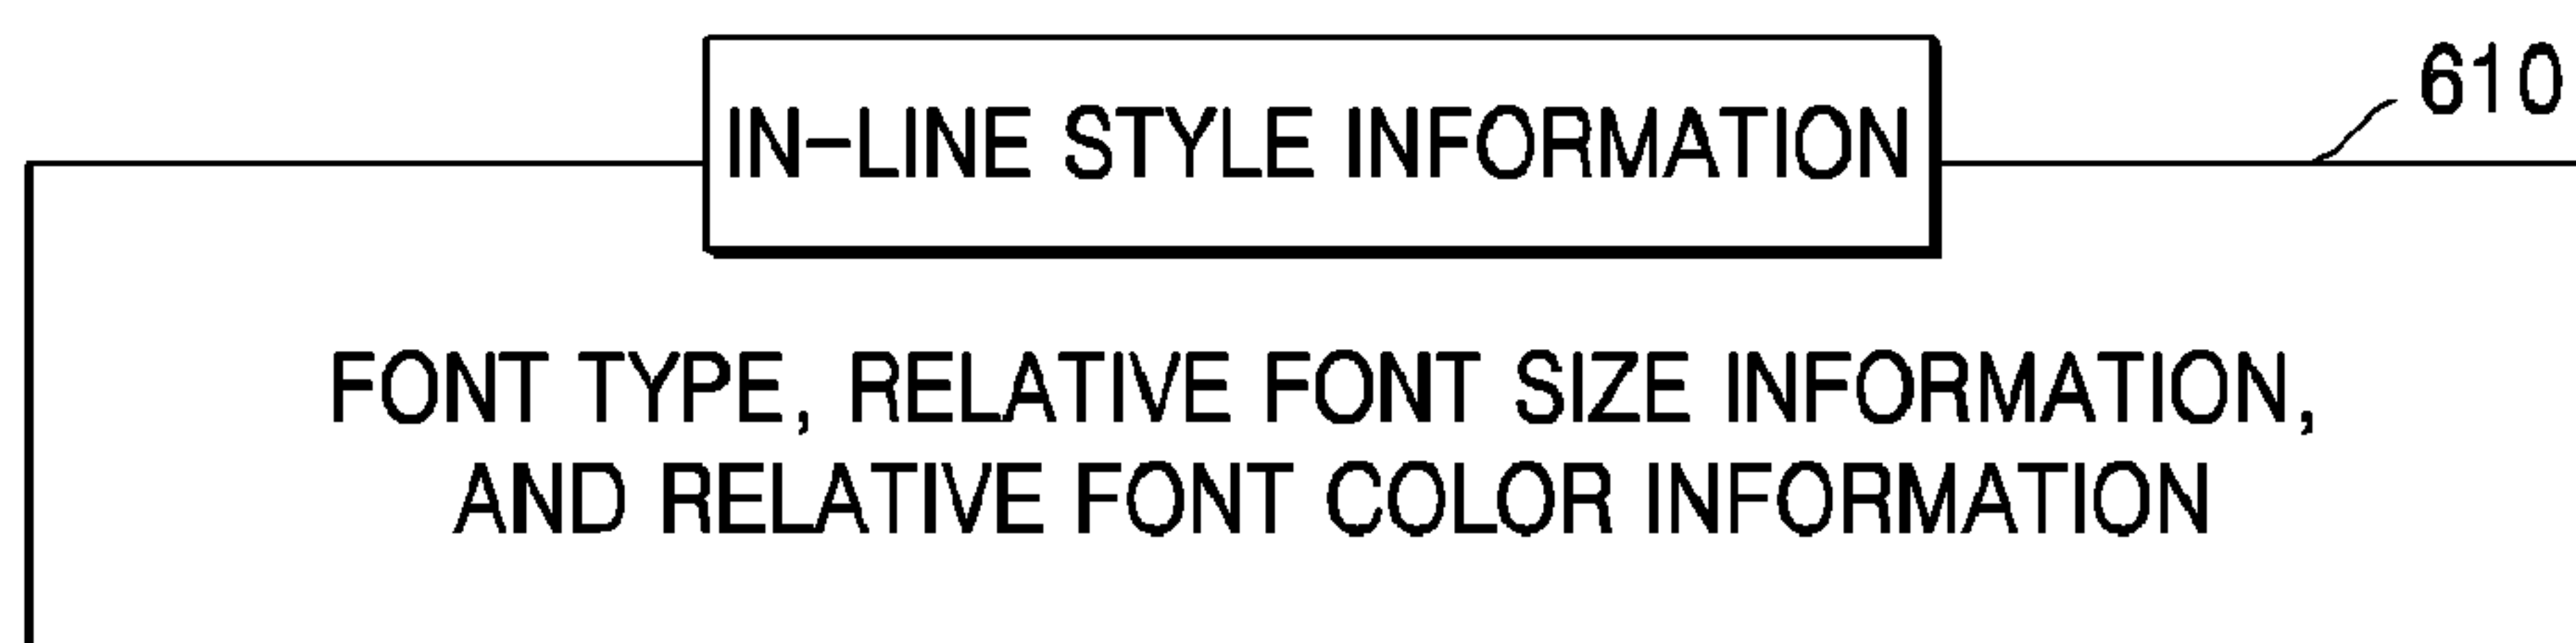 610
IN-LINE STYLE INFORMATION
FONT TYPE, RELATIVE FONT SIZE INFORMATION,
AND RELATIVE FONT COLOR INFORMATION